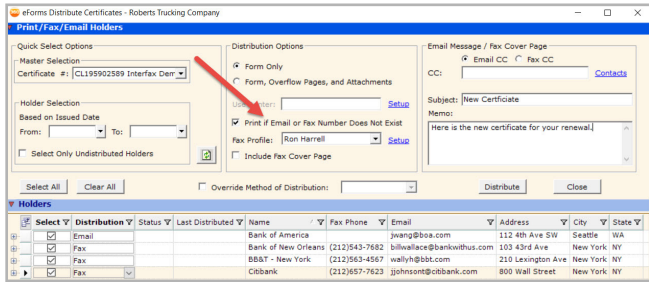 eForms Distribute Certificates - Roberts Trucking Company
Print/Fax/Email Holders
Quick Select Options
Master Selection
Certificate #: CL195902589 Interfax Dem
Holder Selection
Based on Issued Date
From: To:
Select Only Undistributed Holders
Distribution Options
Form Only
Form, Overflow Pages, and Attachments
Setup
Print if Email or Fax Number Does Not Exist
Fax Profile: Ron Harrell Setup
Include Fax Cover Page
Email Message / Fax Cover Page
Email CC Fax CC
CC: Contacts
Subject: New Certficiate
Memo:
Here is the new certificate for your renewal.
Select All Clear All Override Method of Distribution: Distribute Close
Holders
Select Distribution Status Last Distributed Name Fax Phone Email Address City State
Email Bank of America jwang@boa.com 112 4th Ave SW Seattle WA
Fax Bank of New Orleans (212)543-7682 billwallace@bankwithus.com 103 43rd Ave New York NY
Fax BB&T - New York (212)563-4567 wallyh@bbt.com 210 Lexington Ave New York NY
Fax Citibank (212)657-7623 jjohnsont@citibank.com 800 Wall Street New York NY